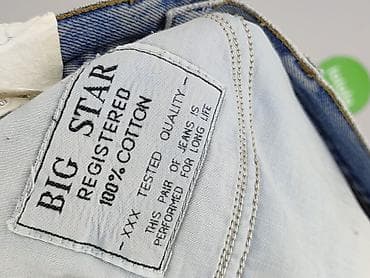 BIG STAR
REGISTERED
100% COTTON
-XXX TESTED QUALITY-
THIS PAIR OF JEANS IS
PERFORMED FOR LONG LIFE